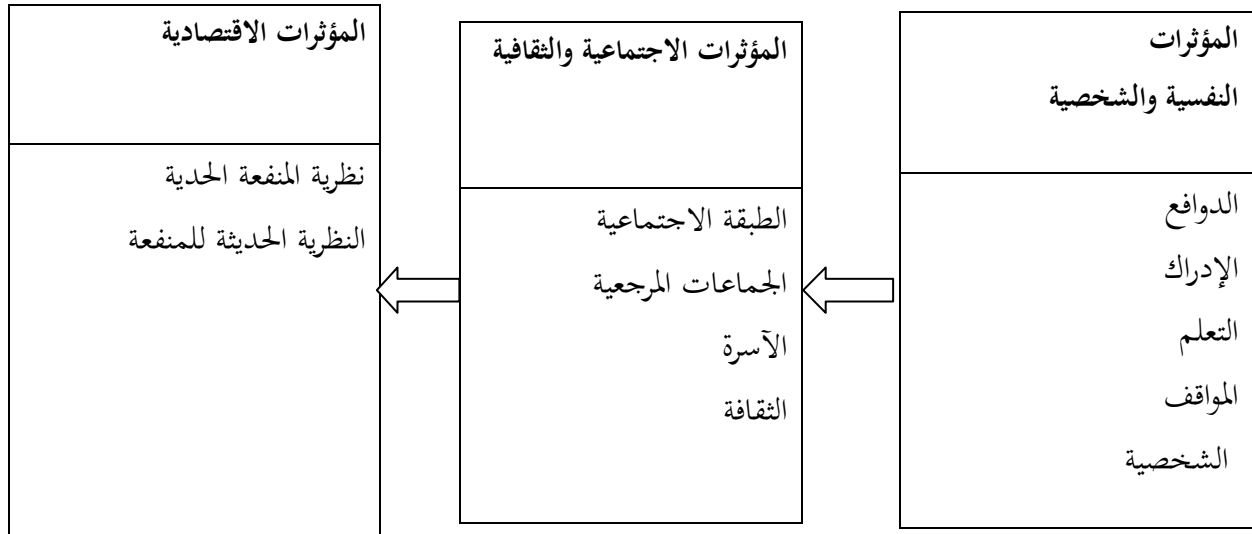 المؤثرات
النفسية والشخصية
الدوافع
الإدراك
التعلم
المواقف
الشخصية
المؤثرات الاجتماعية والثقافية
الطبقة الاجتماعية
الجماعات المرجعية
الآسرة
الثقافة
المؤثرات الاقتصادية
نظرية المنفعة الحدية
النظرية الحديثة للمنفعة